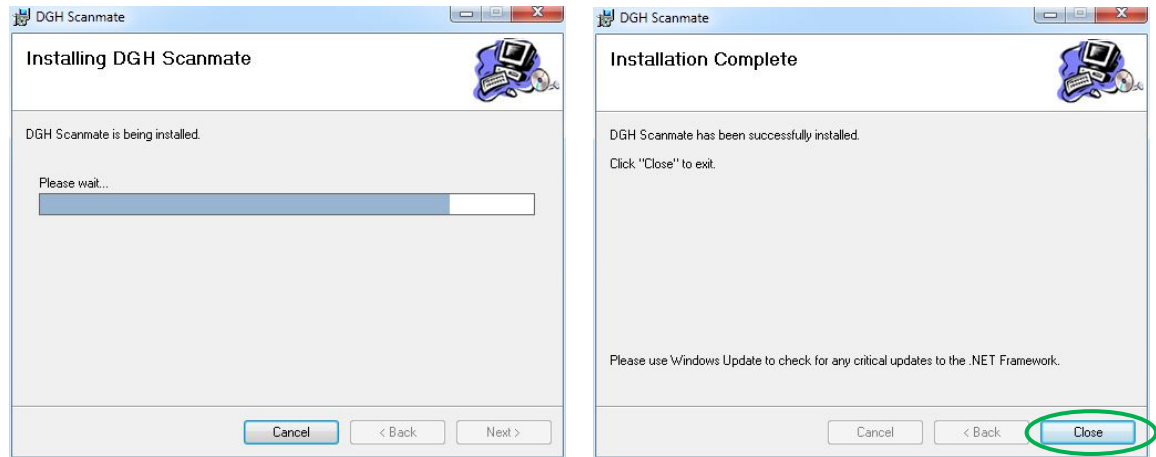 DGH Scanmate
Installing DGH Scanmate
DGH Scanmate is being installed.
Please wait...
Cancel
< Back
Next >
DGH Scanmate
Installation Complete
DGH Scanmate has been successfully installed.
Click "Close" to exit.
Please use Windows Update to check for any critical updates to the .NET Framework.
Cancel
< Back
Close